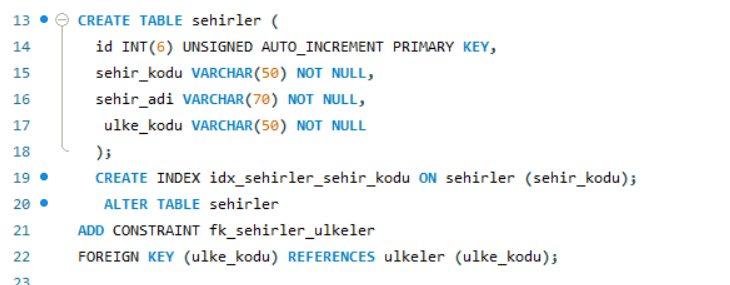 13 CREATE TABLE sehirler (
14 id INT(6) UNSIGNED AUTO_INCREMENT PRIMARY KEY,
15 sehir_kodu VARCHAR(50) NOT NULL,
16 sehir_adi VARCHAR(70) NOT NULL,
17 ulke_kodu VARCHAR(50) NOT NULL
18 );
19 CREATE INDEX idx_sehirler_sehir_kodu ON sehirler (sehir_kodu);
20 ALTER TABLE sehirler
21 ADD CONSTRAINT fk_sehirler_ulkeler
22 FOREIGN KEY (ulke_kodu) REFERENCES ulkeler (ulke_kodu);
23